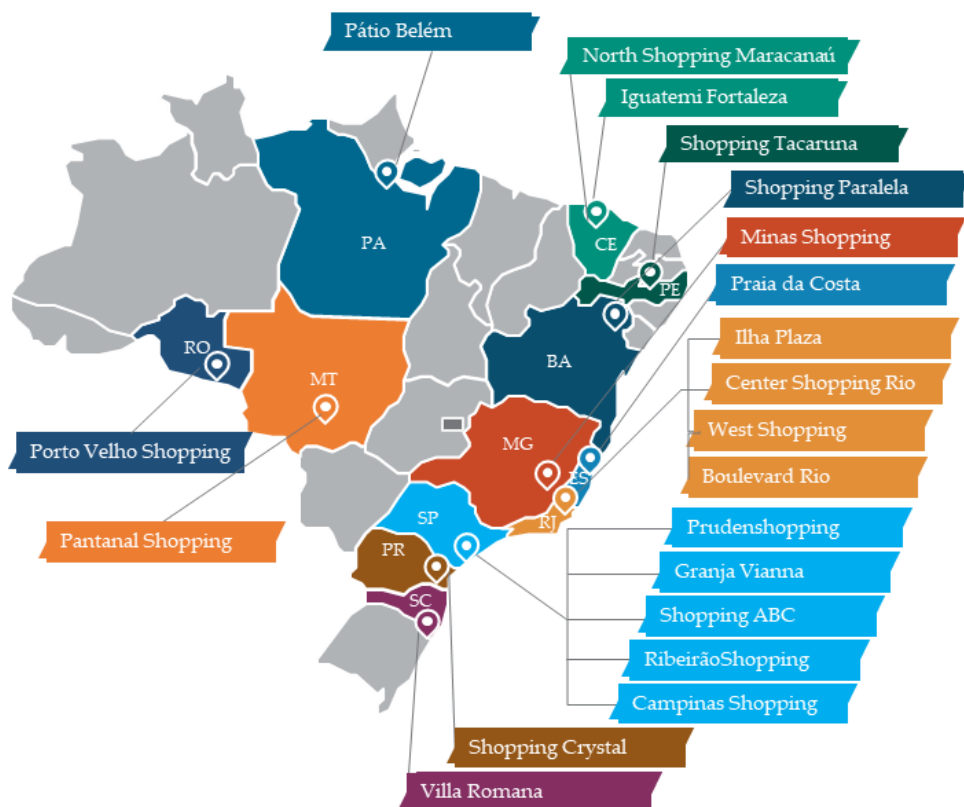 Pátio Belém
North Shopping Maracanaú
Iguatemi Fortaleza
Shopping Tacaruna
Shopping Paralela
Minas Shopping
Praia da Costa
Ilha Plaza
Center Shopping Rio
West Shopping
Boulevard Rio
Prudenshopping
Granja Vianna
Shopping ABC
RibeirãoShopping
Campinas Shopping
Shopping Crystal
Villa Romana
Porto Velho Shopping
Pantanal Shopping
PA
CE
PE
RO
MT
BA
MG
ES
RJ
SP
PR
SC